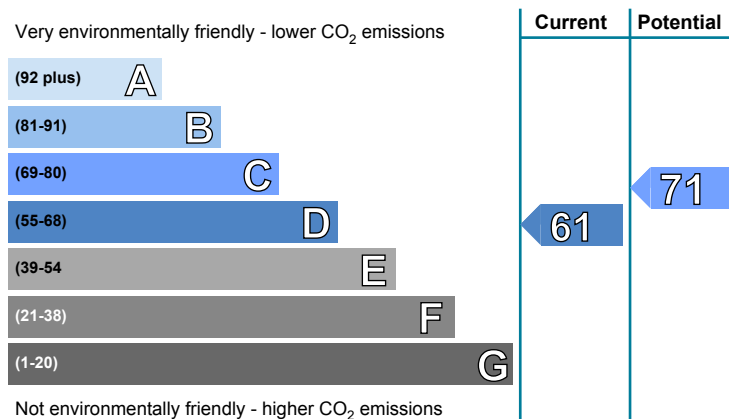 Very environmentally friendly - lower CO₂ emissions
Current
Potential
(92 plus) A
(81-91) B
(69-80) C
71
(55-68) D
61
(39-54 E
(21-38) F
(1-20) G
Not environmentally friendly - higher CO₂ emissions